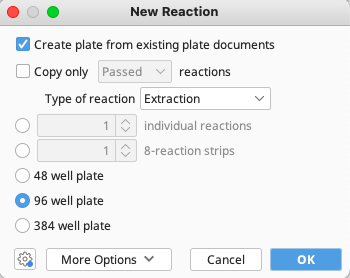 New Reaction
Create plate from existing plate documents
Copy only Passed reactions
Type of reaction Extraction
1 individual reactions
1 8-reaction strips
48 well plate
96 well plate
384 well plate
More Options Cancel OK